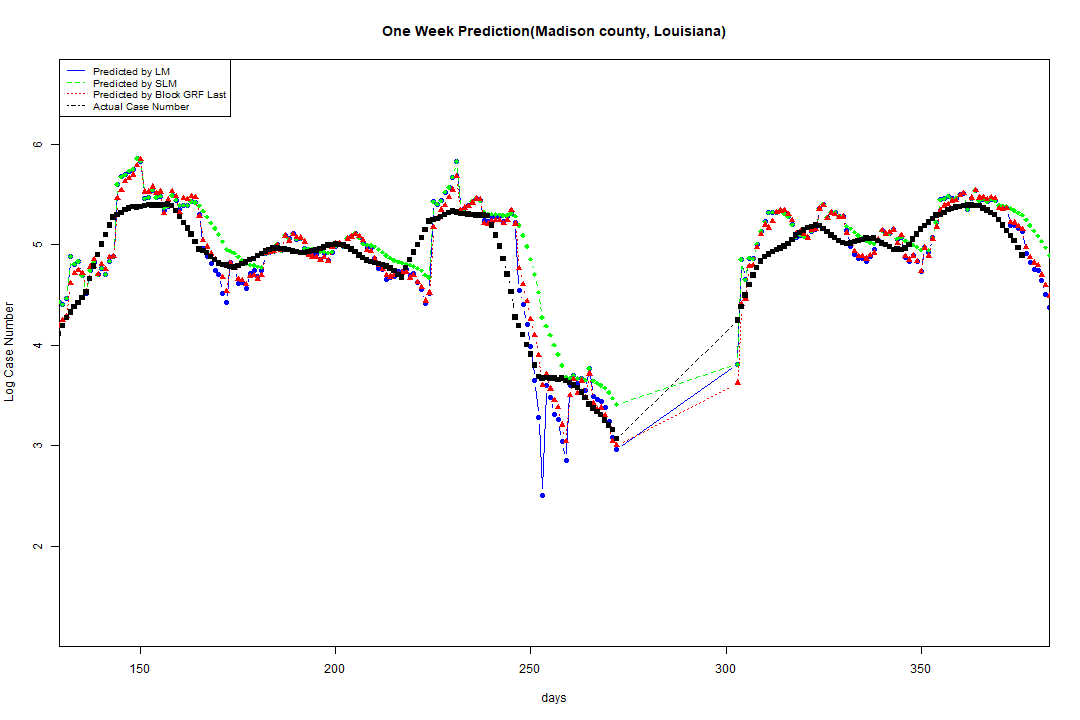 One Week Prediction(Madison county, Louisiana)
Predicted by LM
Predicted by SLM
Predicted by Block GRF Last
Actual Case Number
6
5
4
3
2
Log Case Number
150 200 250 300 350
days